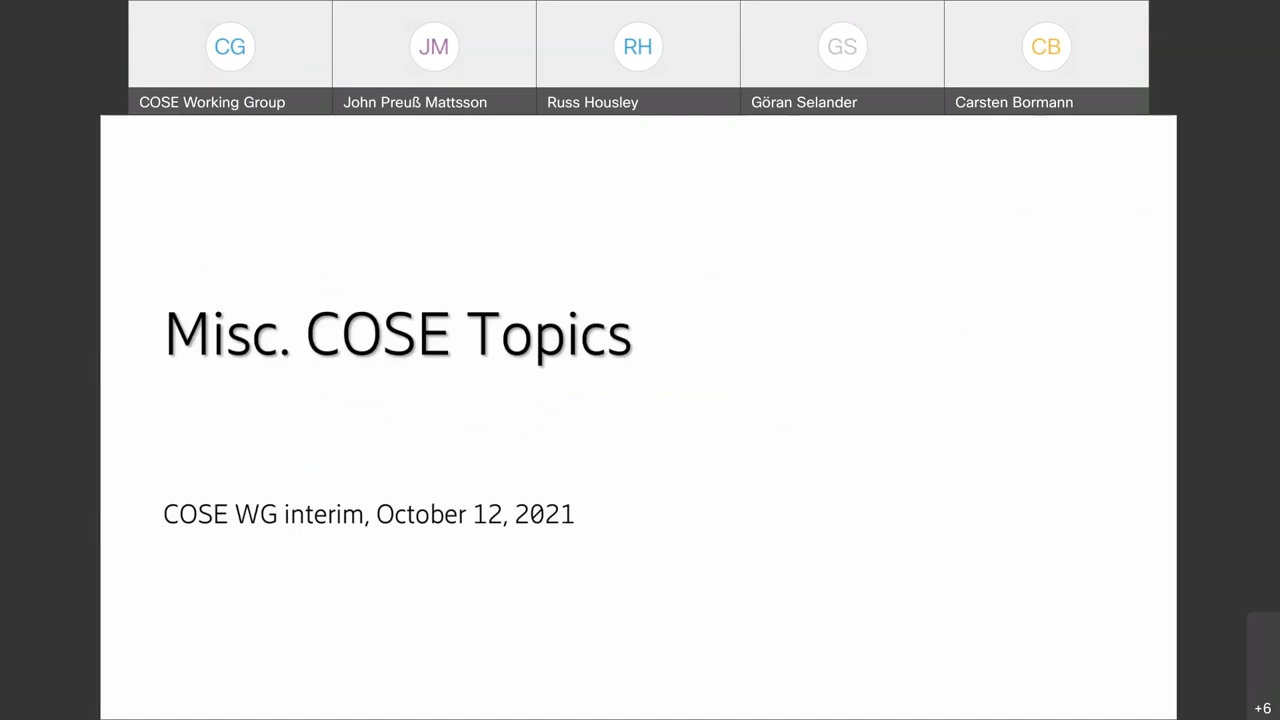 CG
JM
RH
GS
CB
COSE Working Group
John Preuß Mattsson
Russ Housley
Göran Selander
Carsten Bormann
Misc. COSE Topics
COSE WG interim, October 12, 2021
+6